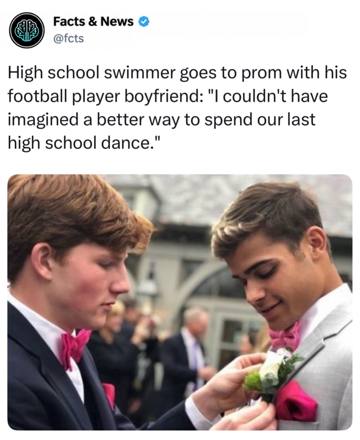 Facts & News
@fcts
High school swimmer goes to prom with his
football player boyfriend: "I couldn't have
imagined a better way to spend our last
high school dance."